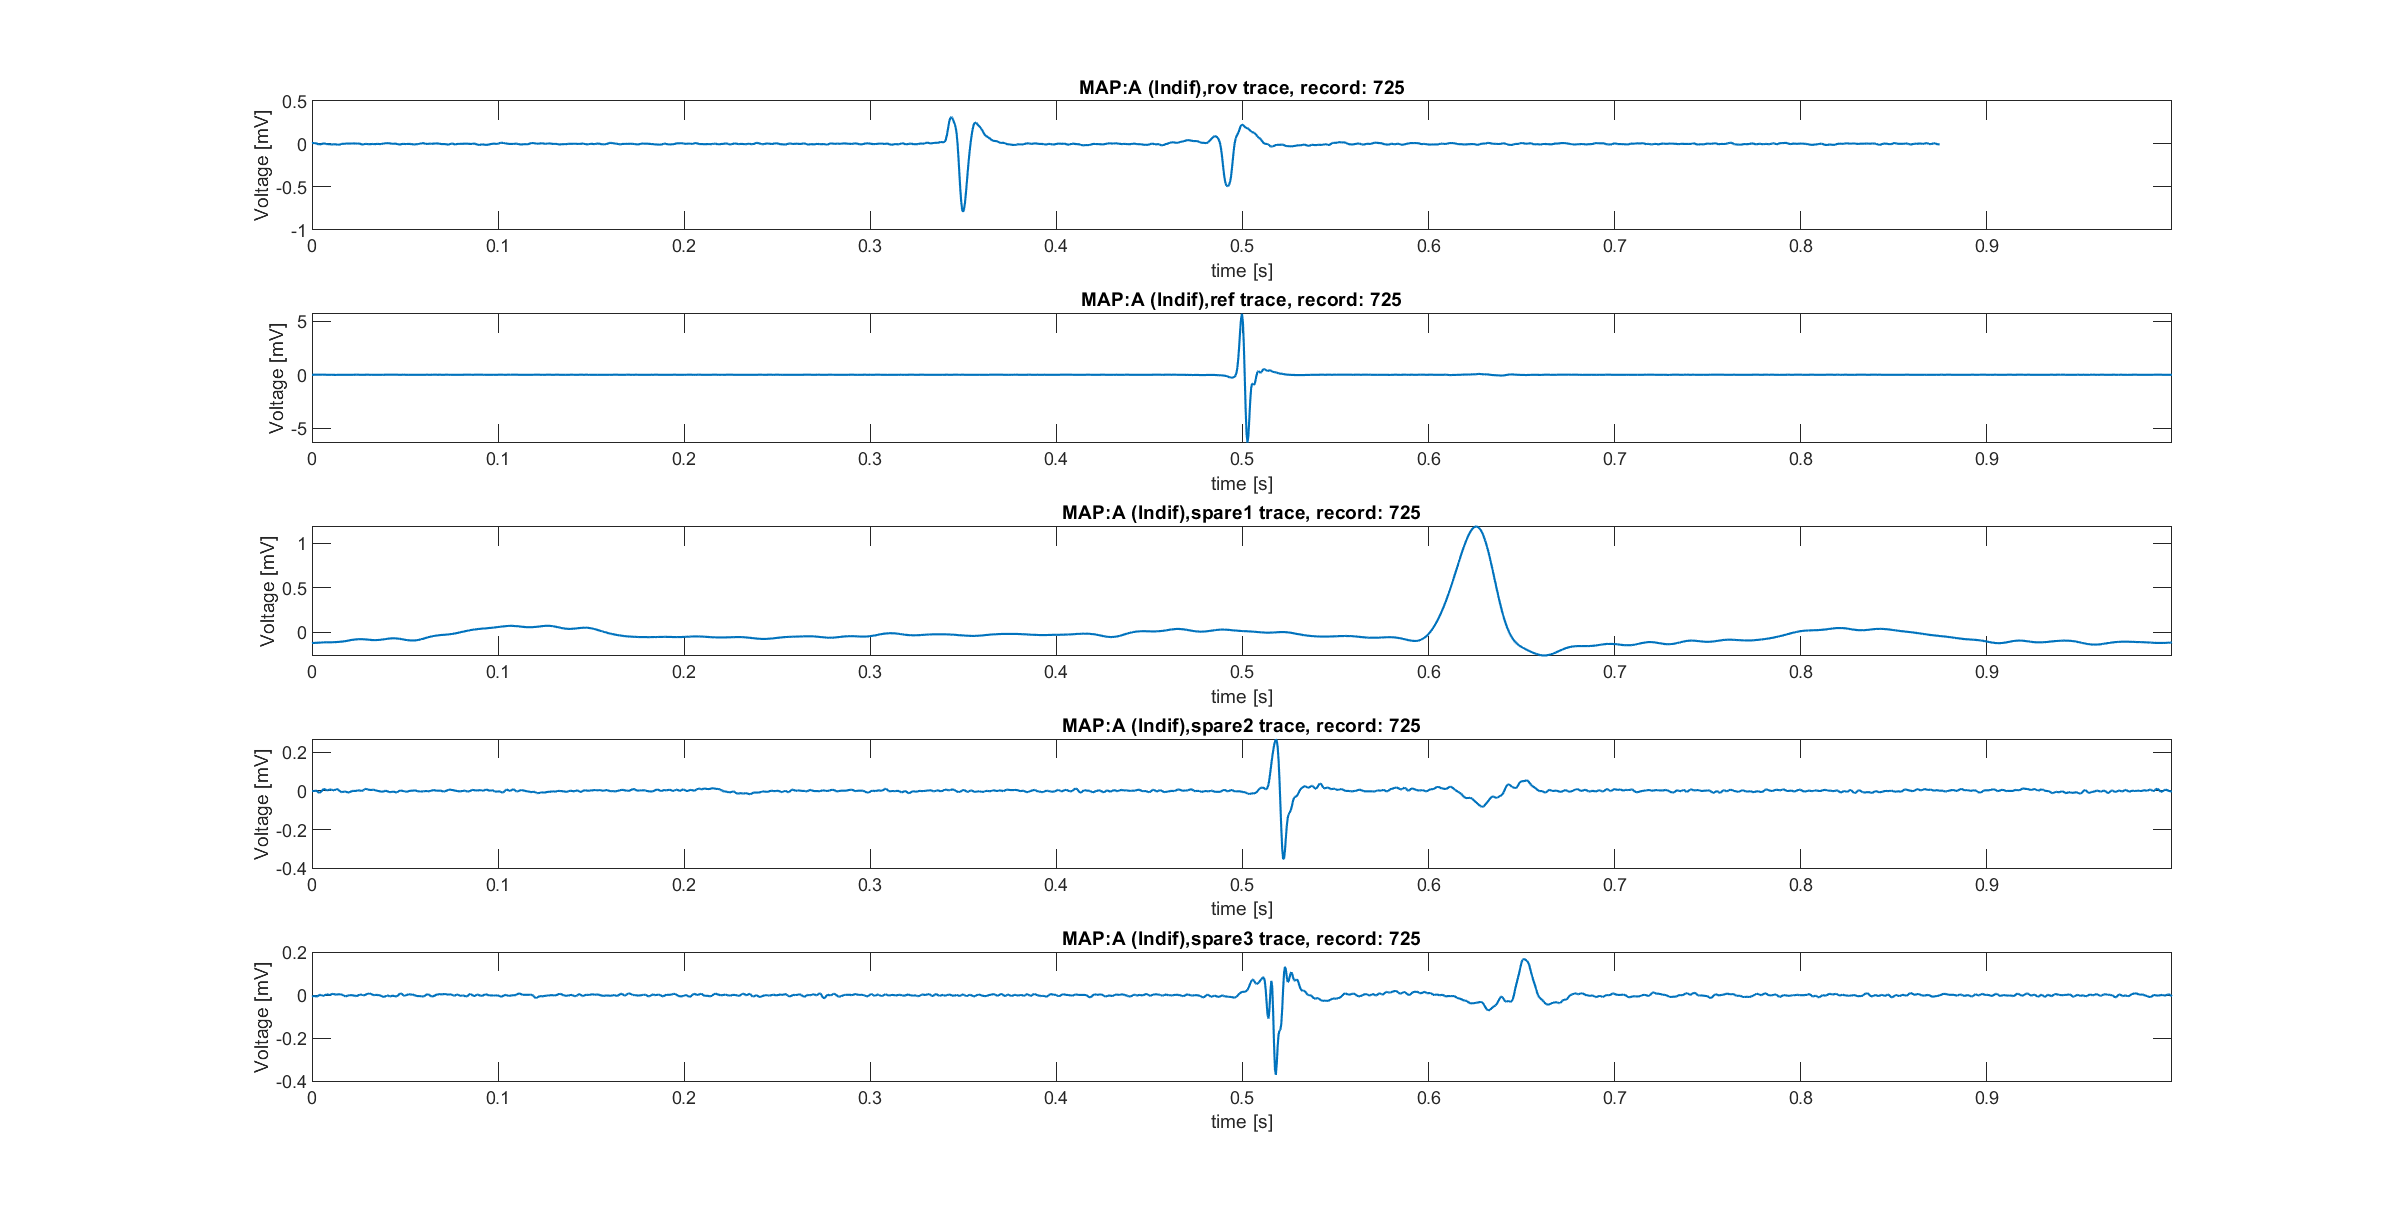 MAP:A (Indif),rov trace, record: 725
Voltage [mV]
0.5
0
-0.5
-1
0 0.1 0.2 0.3 0.4 0.5 0.6 0.7 0.8 0.9
time [s]
MAP:A (Indif),ref trace, record: 725
Voltage [mV]
5
0
-5
0 0.1 0.2 0.3 0.4 0.5 0.6 0.7 0.8 0.9
time [s]
MAP:A (Indif),spare1 trace, record: 725
Voltage [mV]
1
0.5
0
0 0.1 0.2 0.3 0.4 0.5 0.6 0.7 0.8 0.9
time [s]
MAP:A (Indif),spare2 trace, record: 725
Voltage [mV]
0.2
0
-0.2
-0.4
0 0.1 0.2 0.3 0.4 0.5 0.6 0.7 0.8 0.9
time [s]
MAP:A (Indif),spare3 trace, record: 725
Voltage [mV]
0.2
0
-0.2
-0.4
0 0.1 0.2 0.3 0.4 0.5 0.6 0.7 0.8 0.9
time [s]